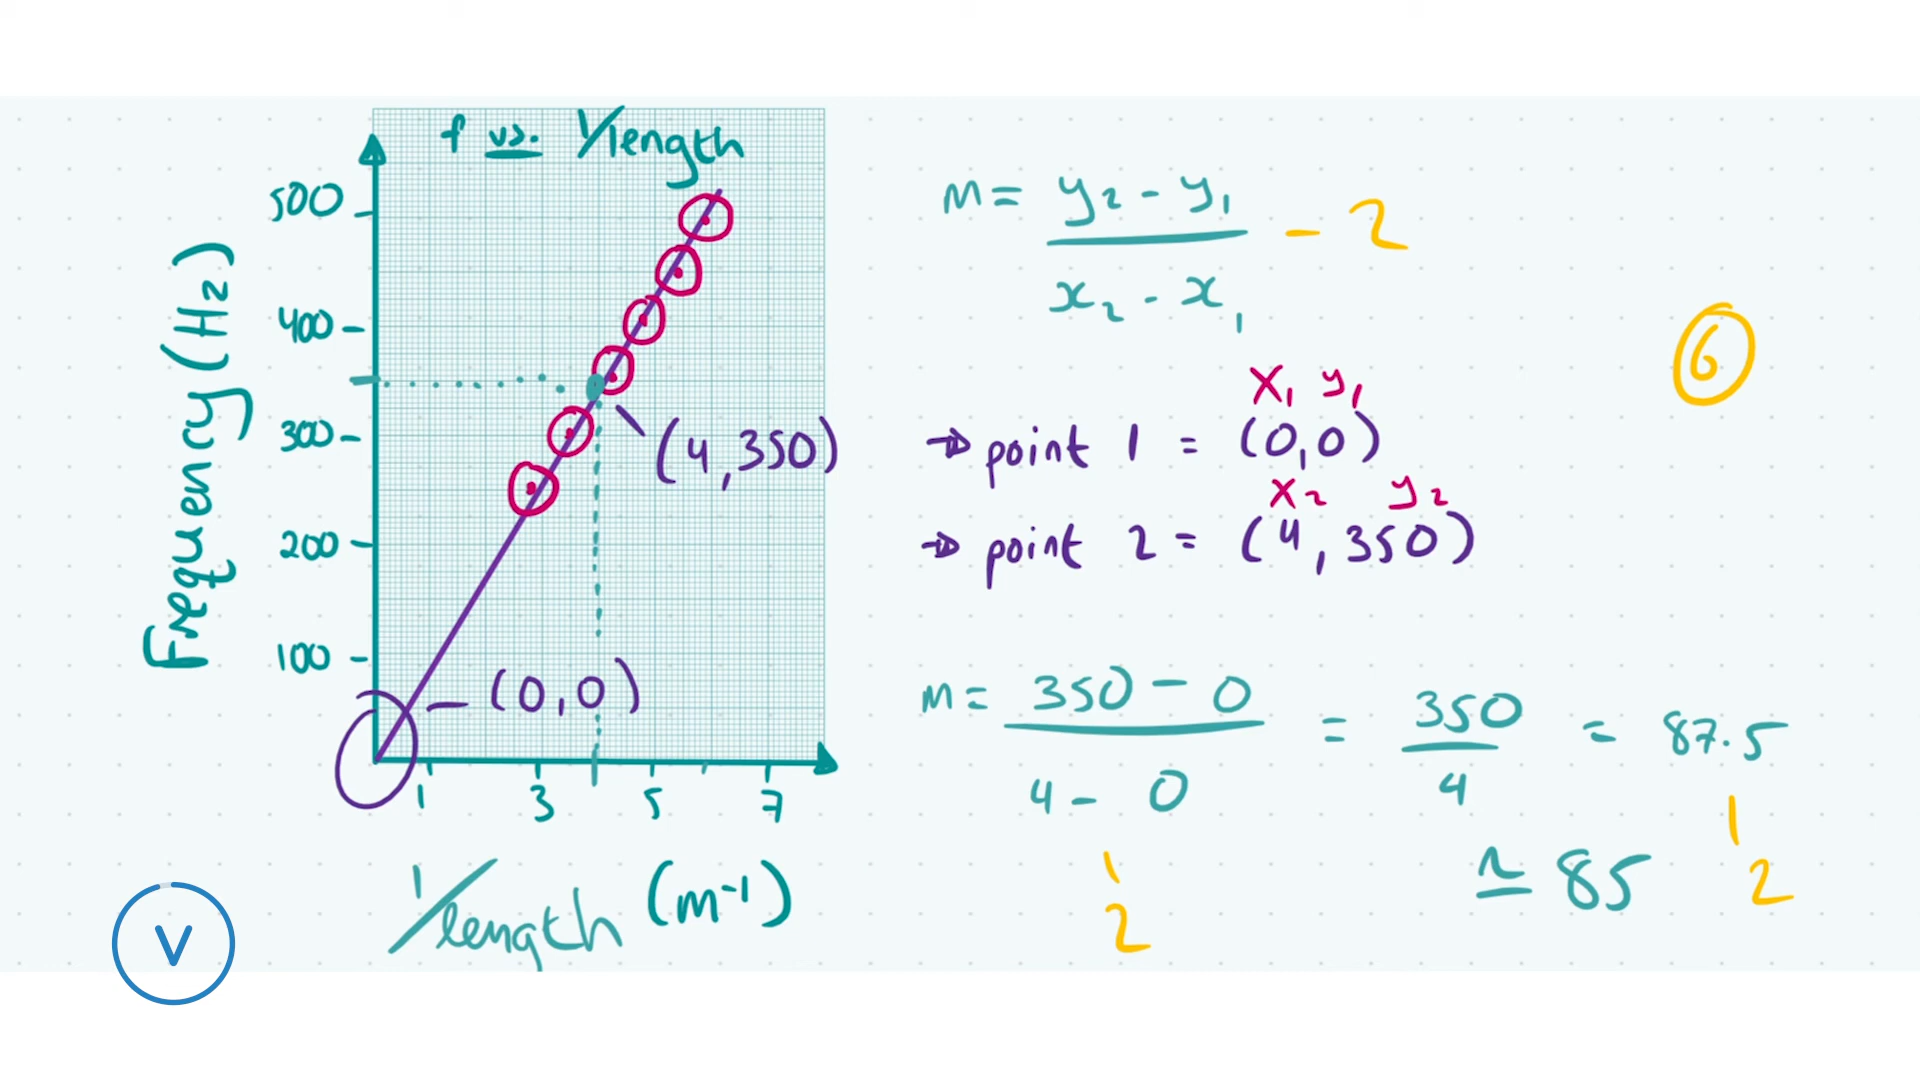 f vs. 1/length
Frequency (Hz)
500
400
300
200
100
(4,350)
(0,0)
1 3 5 7
1/length (m⁻¹)
m = y₂ - y₁ / x₂ - x₁ - 2
6
x₁ y₁
→ point 1 = (0,0)
x₂ y₂
→ point 2 = (4,350)
m = 350 - 0 / 4 - 0 = 350 / 4 = 87.5
≃ 85
1 2
1 2
V